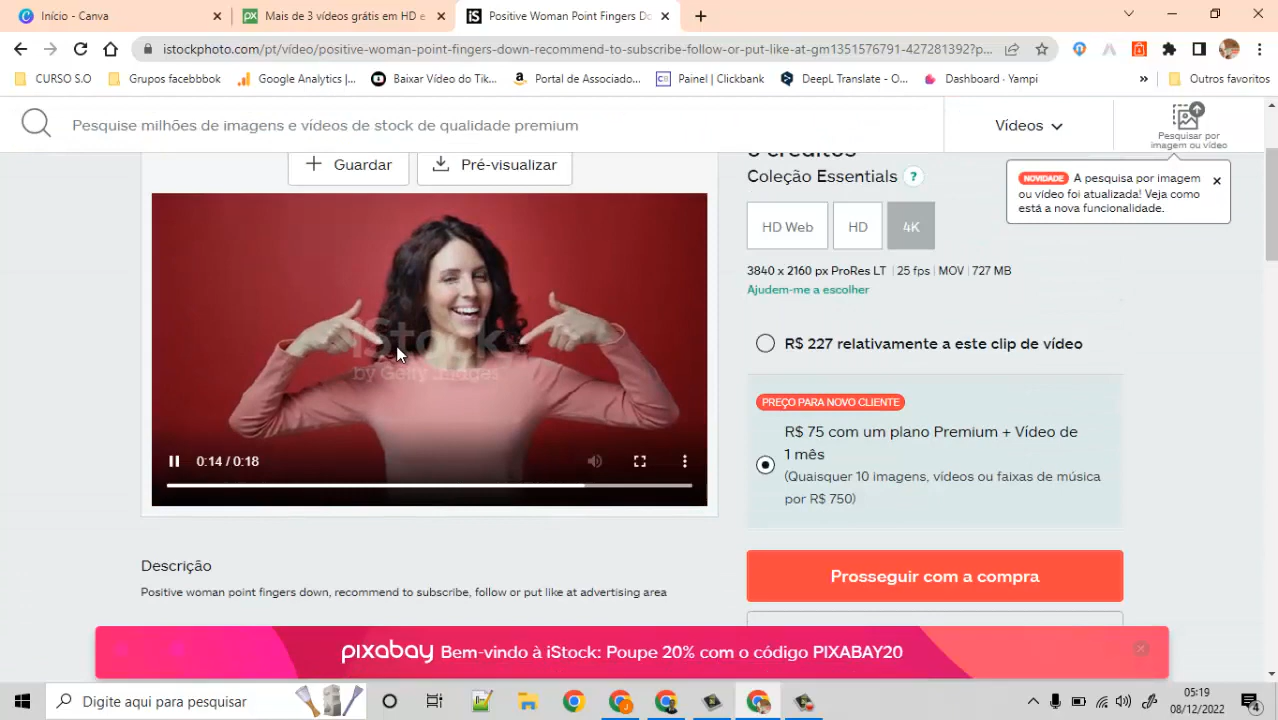 Início - Canva
Mais de 3 vídeos grátis em HD e
Positive Woman Point Fingers Do
istockphoto.com/pt/vídeo/positive-woman-point-fingers-down-recommend-to-subscribe-follow-or-put-like-at-gm1351576791-427281392?p...
CURSO S.O
Grupos facebbbok
Google Analytics |...
Baixar Vídeo do Tik...
Portal de Associado...
Painel | Clickbank
DeepL Translate - O...
Dashboard · Yampi
»
Outros favoritos
Pesquise milhões de imagens e vídeos de stock de qualidade premium
Vídeos
Pesquisar por
imagem ou vídeo
NOVIDADE A pesquisa por imagem
ou vídeo foi atualizada! Veja como
está a nova funcionalidade.
Guardar
Pré-visualizar
6 créditos
Coleção Essentials ?
HD Web
HD
4K
3840 x 2160 px ProRes LT | 25 fps | MOV | 727 MB
Ajudem-me a escolher
iStock
by Getty Images
0:14 / 0:18
R$ 227 relativamente a este clip de vídeo
PREÇO PARA NOVO CLIENTE
R$ 75 com um plano Premium + Vídeo de
1 mês
(Quaisquer 10 imagens, vídeos ou faixas de música
por R$ 750)
Prosseguir com a compra
Descrição
Positive woman point fingers down, recommend to subscribe, follow or put like at advertising area
pixabay Bem-vindo à iStock: Poupe 20% com o código PIXABAY20
Digite aqui para pesquisar
05:19
08/12/2022
4